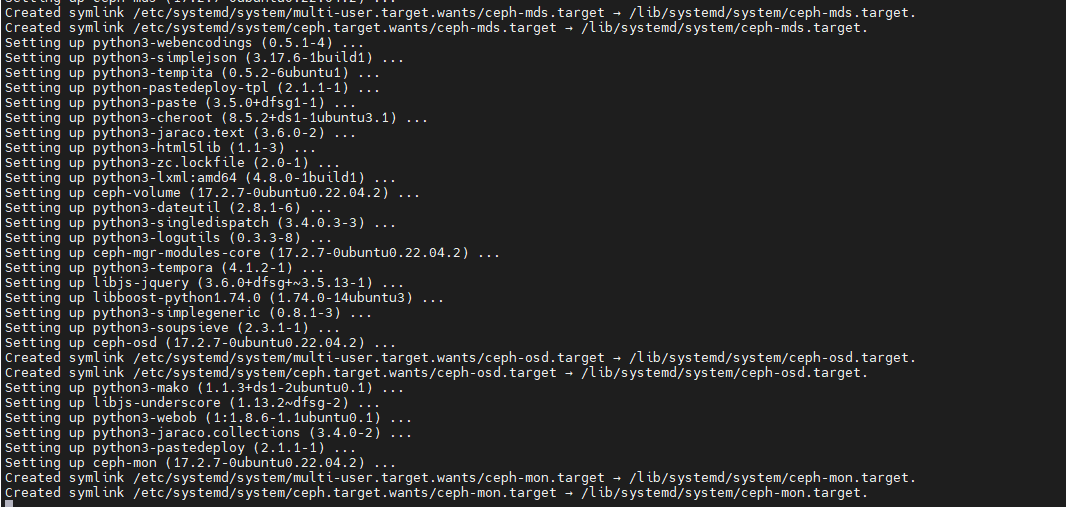 Setting up ceph-mds (17.2.7-0ubuntu0.22.04.2) ...
Created symlink /etc/systemd/system/multi-user.target.wants/ceph-mds.target → /lib/systemd/system/ceph-mds.target.
Created symlink /etc/systemd/system/ceph.target.wants/ceph-mds.target → /lib/systemd/system/ceph-mds.target.
Setting up python3-webencodings (0.5.1-4) ...
Setting up python3-simplejson (3.17.6-1build1) ...
Setting up python3-tempita (0.5.2-6ubuntu1) ...
Setting up python-pastedeploy-tpl (2.1.1-1) ...
Setting up python3-paste (3.5.0+dfsg1-1) ...
Setting up python3-cheroot (8.5.2+ds1-1ubuntu3.1) ...
Setting up python3-jaraco.text (3.6.0-2) ...
Setting up python3-html5lib (1.1-3) ...
Setting up python3-zc.lockfile (2.0-1) ...
Setting up python3-lxml:amd64 (4.8.0-1build1) ...
Setting up ceph-volume (17.2.7-0ubuntu0.22.04.2) ...
Setting up python3-dateutil (2.8.1-6) ...
Setting up python3-singledispatch (3.4.0.3-3) ...
Setting up python3-logutils (0.3.3-8) ...
Setting up ceph-mgr-modules-core (17.2.7-0ubuntu0.22.04.2) ...
Setting up python3-tempora (4.1.2-1) ...
Setting up libjs-jquery (3.6.0+dfsg+~3.5.13-1) ...
Setting up libboost-python1.74.0 (1.74.0-14ubuntu3) ...
Setting up python3-simplegeneric (0.8.1-3) ...
Setting up python3-soupsieve (2.3.1-1) ...
Setting up ceph-osd (17.2.7-0ubuntu0.22.04.2) ...
Created symlink /etc/systemd/system/multi-user.target.wants/ceph-osd.target → /lib/systemd/system/ceph-osd.target.
Created symlink /etc/systemd/system/ceph.target.wants/ceph-osd.target → /lib/systemd/system/ceph-osd.target.
Setting up python3-mako (1.1.3+ds1-2ubuntu0.1) ...
Setting up libjs-underscore (1.13.2~dfsg-2) ...
Setting up python3-webob (1:1.8.6-1.1ubuntu0.1) ...
Setting up python3-jaraco.collections (3.4.0-2) ...
Setting up python3-pastedeploy (2.1.1-1) ...
Setting up ceph-mon (17.2.7-0ubuntu0.22.04.2) ...
Created symlink /etc/systemd/system/multi-user.target.wants/ceph-mon.target → /lib/systemd/system/ceph-mon.target.
Created symlink /etc/systemd/system/ceph.target.wants/ceph-mon.target → /lib/systemd/system/ceph-mon.target.